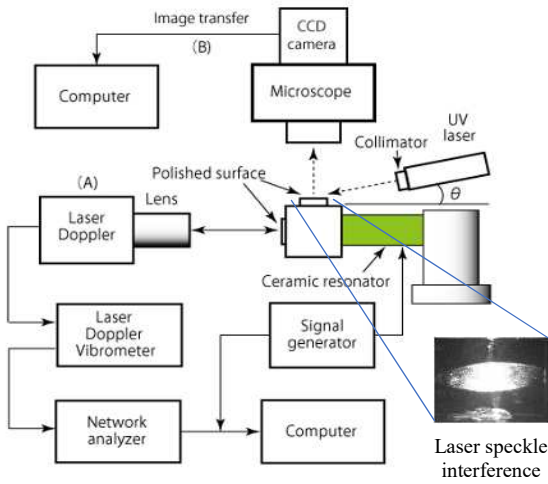 Image transfer
(B)
CCD
camera
Computer
Microscope
UV
laser
Collimator
Polished surface
θ
(A)
Lens
Laser
Doppler
Ceramic resonator
Laser
Doppler
Vibrometer
Signal
generator
Network
analyzer
Computer
Laser speckle
interference